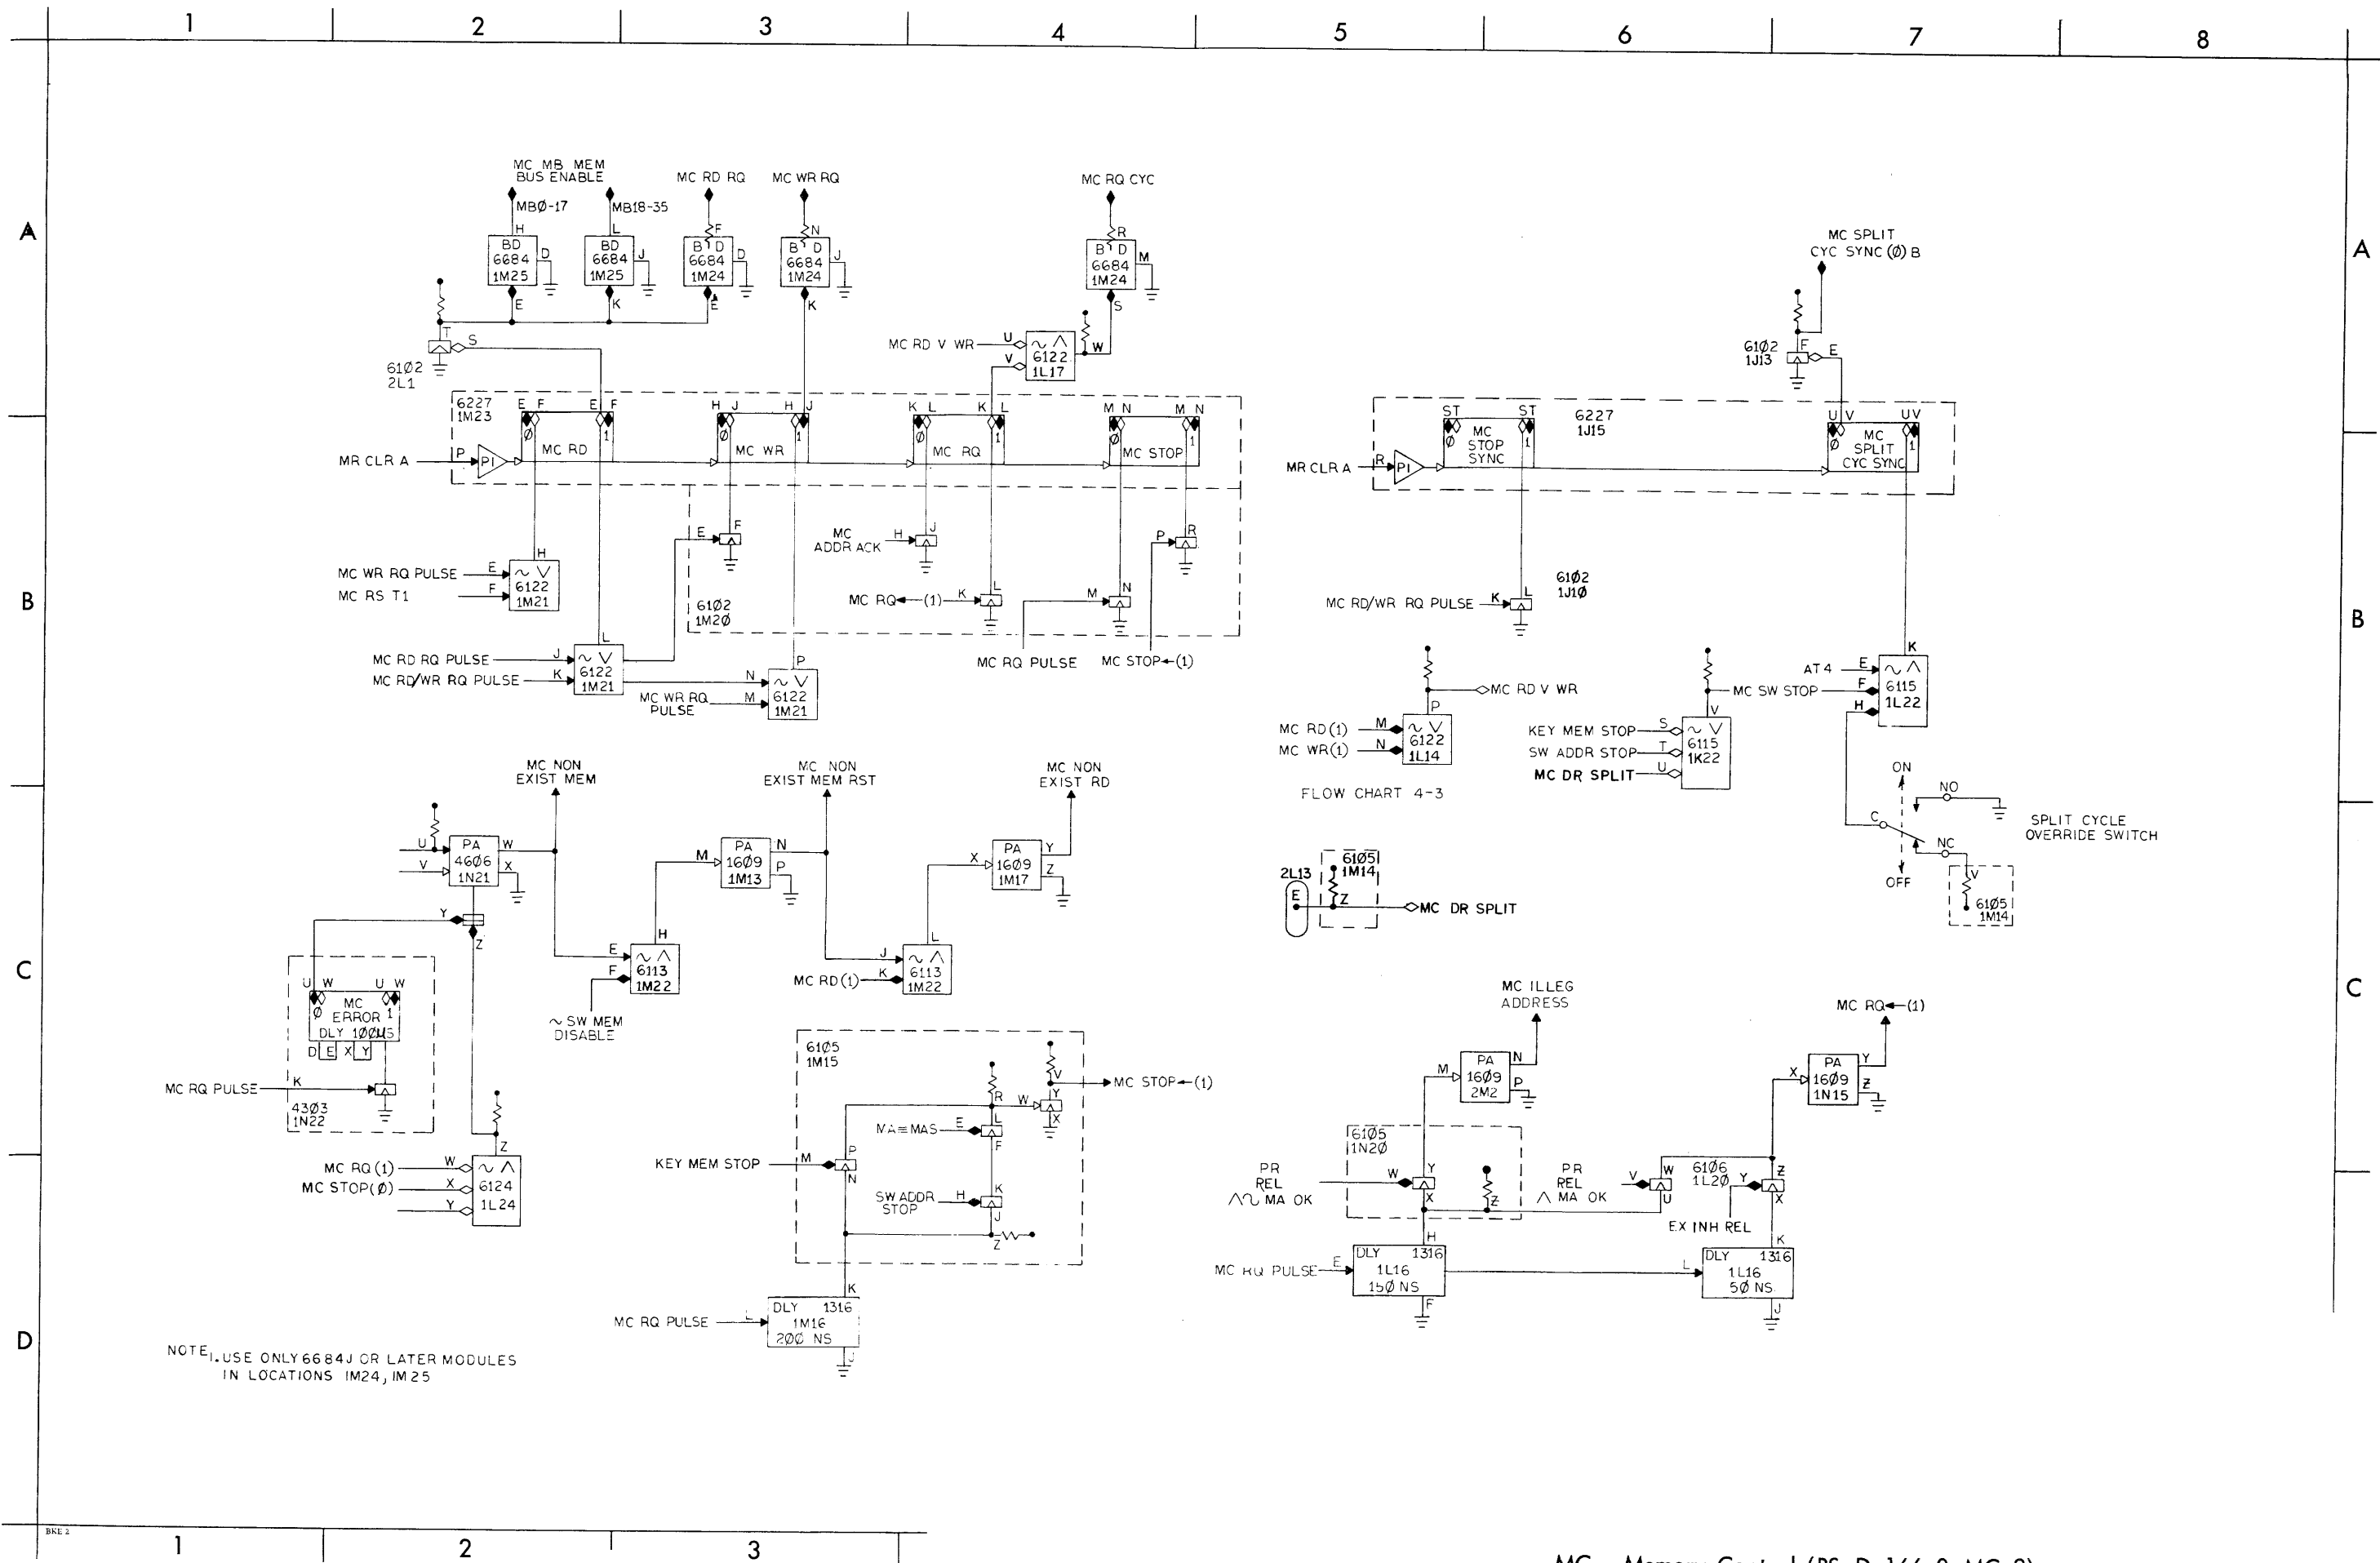 1 2 3 4 5 6 7 8
A
A
MC MB MEM
BUS ENABLE
MBØ-17
MB18-35
MC RD RQ
MC WR RQ
MC RQ CYC
MC SPLIT
CYC SYNC (Ø) B
H
BD
6684
1M25
D
E
L
BD
6684
1M25
J
K
F
B D
6684
1M24
D
E
N
B D
6684
1M24
J
K
R
B D
6684
1M24
M
S
T
S
61Ø2
2L1
MC RD V WR
U
V
~ ∧
6122
1L17
W
61Ø2
1J13
F
E
6227
1M23
E F
E F
H J
H J
K L
K L
M N
M N
Ø 1
MC RD
Ø 1
MC WR
Ø 1
MC RQ
Ø 1
MC STOP
MR CLR A
P
PI
MR CLR A
R
PI
ST
ST
Ø 1
MC
STOP
SYNC
6227
1J15
U V
UV
Ø 1
MC
SPLIT
CYC SYNC
B
B
MC WR RQ PULSE
E
MC RS T1
F
H
~ V
6122
1M21
E
F
61Ø2
1M2Ø
MC
ADDR ACK
H
J
MC RQ←(1)
K
L
M
N
P
R
MC RQ PULSE
MC STOP←(1)
MC RD RQ PULSE
J
MC RD/WR RQ PULSE
K
L
~ V
6122
1M21
MC WR RQ
PULSE
N
M
P
~ V
6122
1M21
MC RD/WR RQ PULSE
K
L
61Ø2
1J1Ø
MC RD V WR
MC RD(1)
M
MC WR(1)
N
P
~ V
6122
1L14
FLOW CHART 4-3
KEY MEM STOP
S
SW ADDR STOP
T
MC DR SPLIT
U
V
~ V
6115
1K22
AT4
E
MC SW STOP
F
H
K
~ ∧
6115
1L22
ON
NO
C
NC
OFF
SPLIT CYCLE
OVERRIDE SWITCH
V
61Ø5
1M14
MC NON
EXIST MEM
MC NON
EXIST MEM RST
MC NON
EXIST RD
U
V
PA
46Ø6
1N21
W
X
Y
Z
M
PA
16Ø9
1M13
N
P
X
PA
16Ø9
1M17
Y
Z
2L13
E
61Ø5
1M14
Z
MC DR SPLIT
C
C
E
F
H
~ ∧
6113
1M22
~ SW MEM
DISABLE
J
MC RD(1)
K
L
~ ∧
6113
1M22
U W
U W
Ø 1
MC
ERROR
DLY 1ØØUS
D E X Y
MC RQ PULSE
K
43Ø3
1N22
61Ø5
1M15
V
MC STOP←(1)
R
W
Y
X
MA≡MAS
E
L
F
KEY MEM STOP
M
P
N
SW ADDR
STOP
H
K
J
Z
MC ILLEG
ADDRESS
MC RQ←(1)
M
PA
16Ø9
2M2
N
P
X
PA
16Ø9
1N15
Y
Z
MC RQ(1)
W
MC STOP(Ø)
X
Y
Z
~ ∧
6124
1L24
61Ø5
1N2Ø
PR
REL
∧~ MA OK
W
Y
X
Z
PR
REL
∧ MA OK
V
W
U
61Ø6
1L2Ø
Y
Z
X
EX INH REL
D
MC RQ PULSE
L
K
DLY 1316
1M16
2ØØ NS
J
MC RQ PULSE
E
H
DLY 1316
1L16
15Ø NS
F
L
K
DLY 1316
1L16
5Ø NS
J
NOTE 1. USE ONLY 6684J OR LATER MODULES
IN LOCATIONS 1M24, 1M25
BKE 2
1 2 3